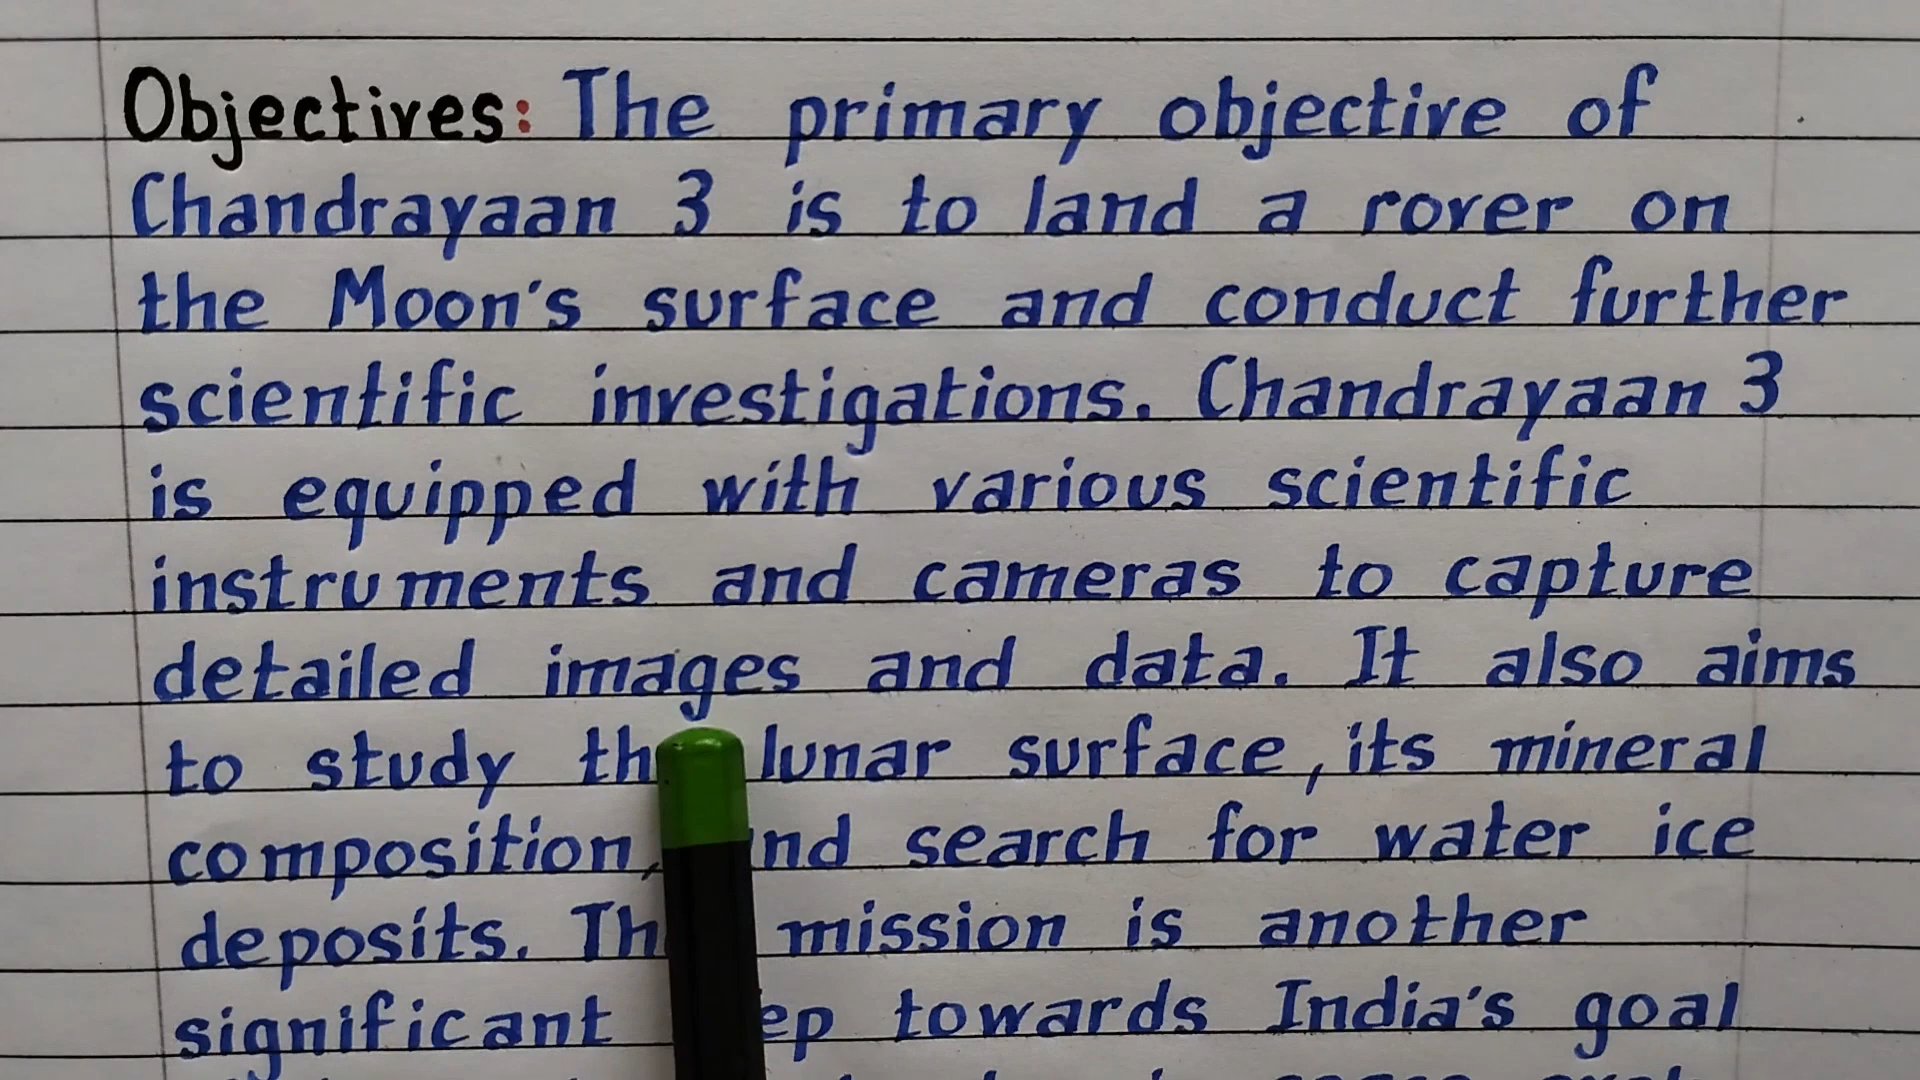 Objectives: The primary objective of
Chandrayaan 3 is to land a rover on
the Moon's surface and conduct further
scientific investigations. Chandrayaan 3
is equipped with various scientific
instruments and cameras to capture
detailed images and data. It also aims
to study lunar surface, its mineral
composition, search for water ice
deposits. mission is another
significant towards India's goal